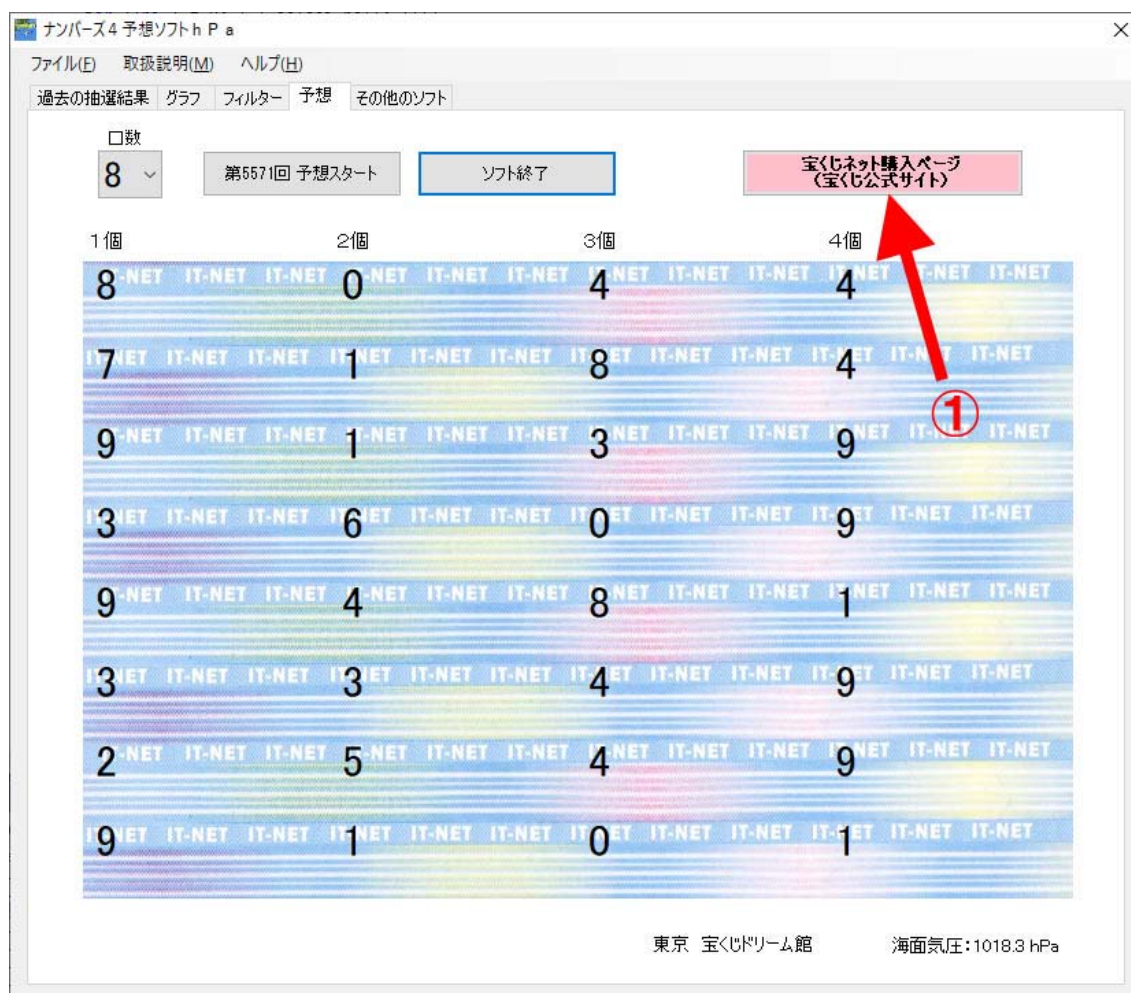 ナンバーズ4 予想ソフトhPa
ファイル(F) 取扱説明(M) ヘルプ(H)
過去の抽選結果 グラフ フィルター 予想 その他のソフト
口数
8
第5571回 予想スタート
ソフト終了
宝くじネット購入ページ
(宝くじ公式サイト)
1個 2個 3個 4個
8 0 4 4
7 1 8 4
①
9 1 3 9
3 6 0 9
9 4 8 1
3 3 4 9
2 5 4 9
9 1 0 1
IT-NET
東京 宝くじドリーム館 海面気圧:1018.3 hPa